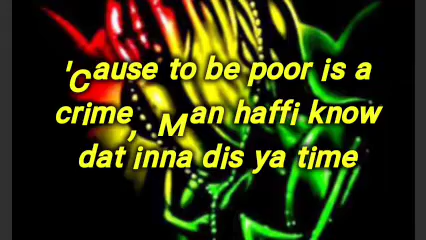 'Cause to be poor is a
crime, Man haffi know
dat inna dis ya time